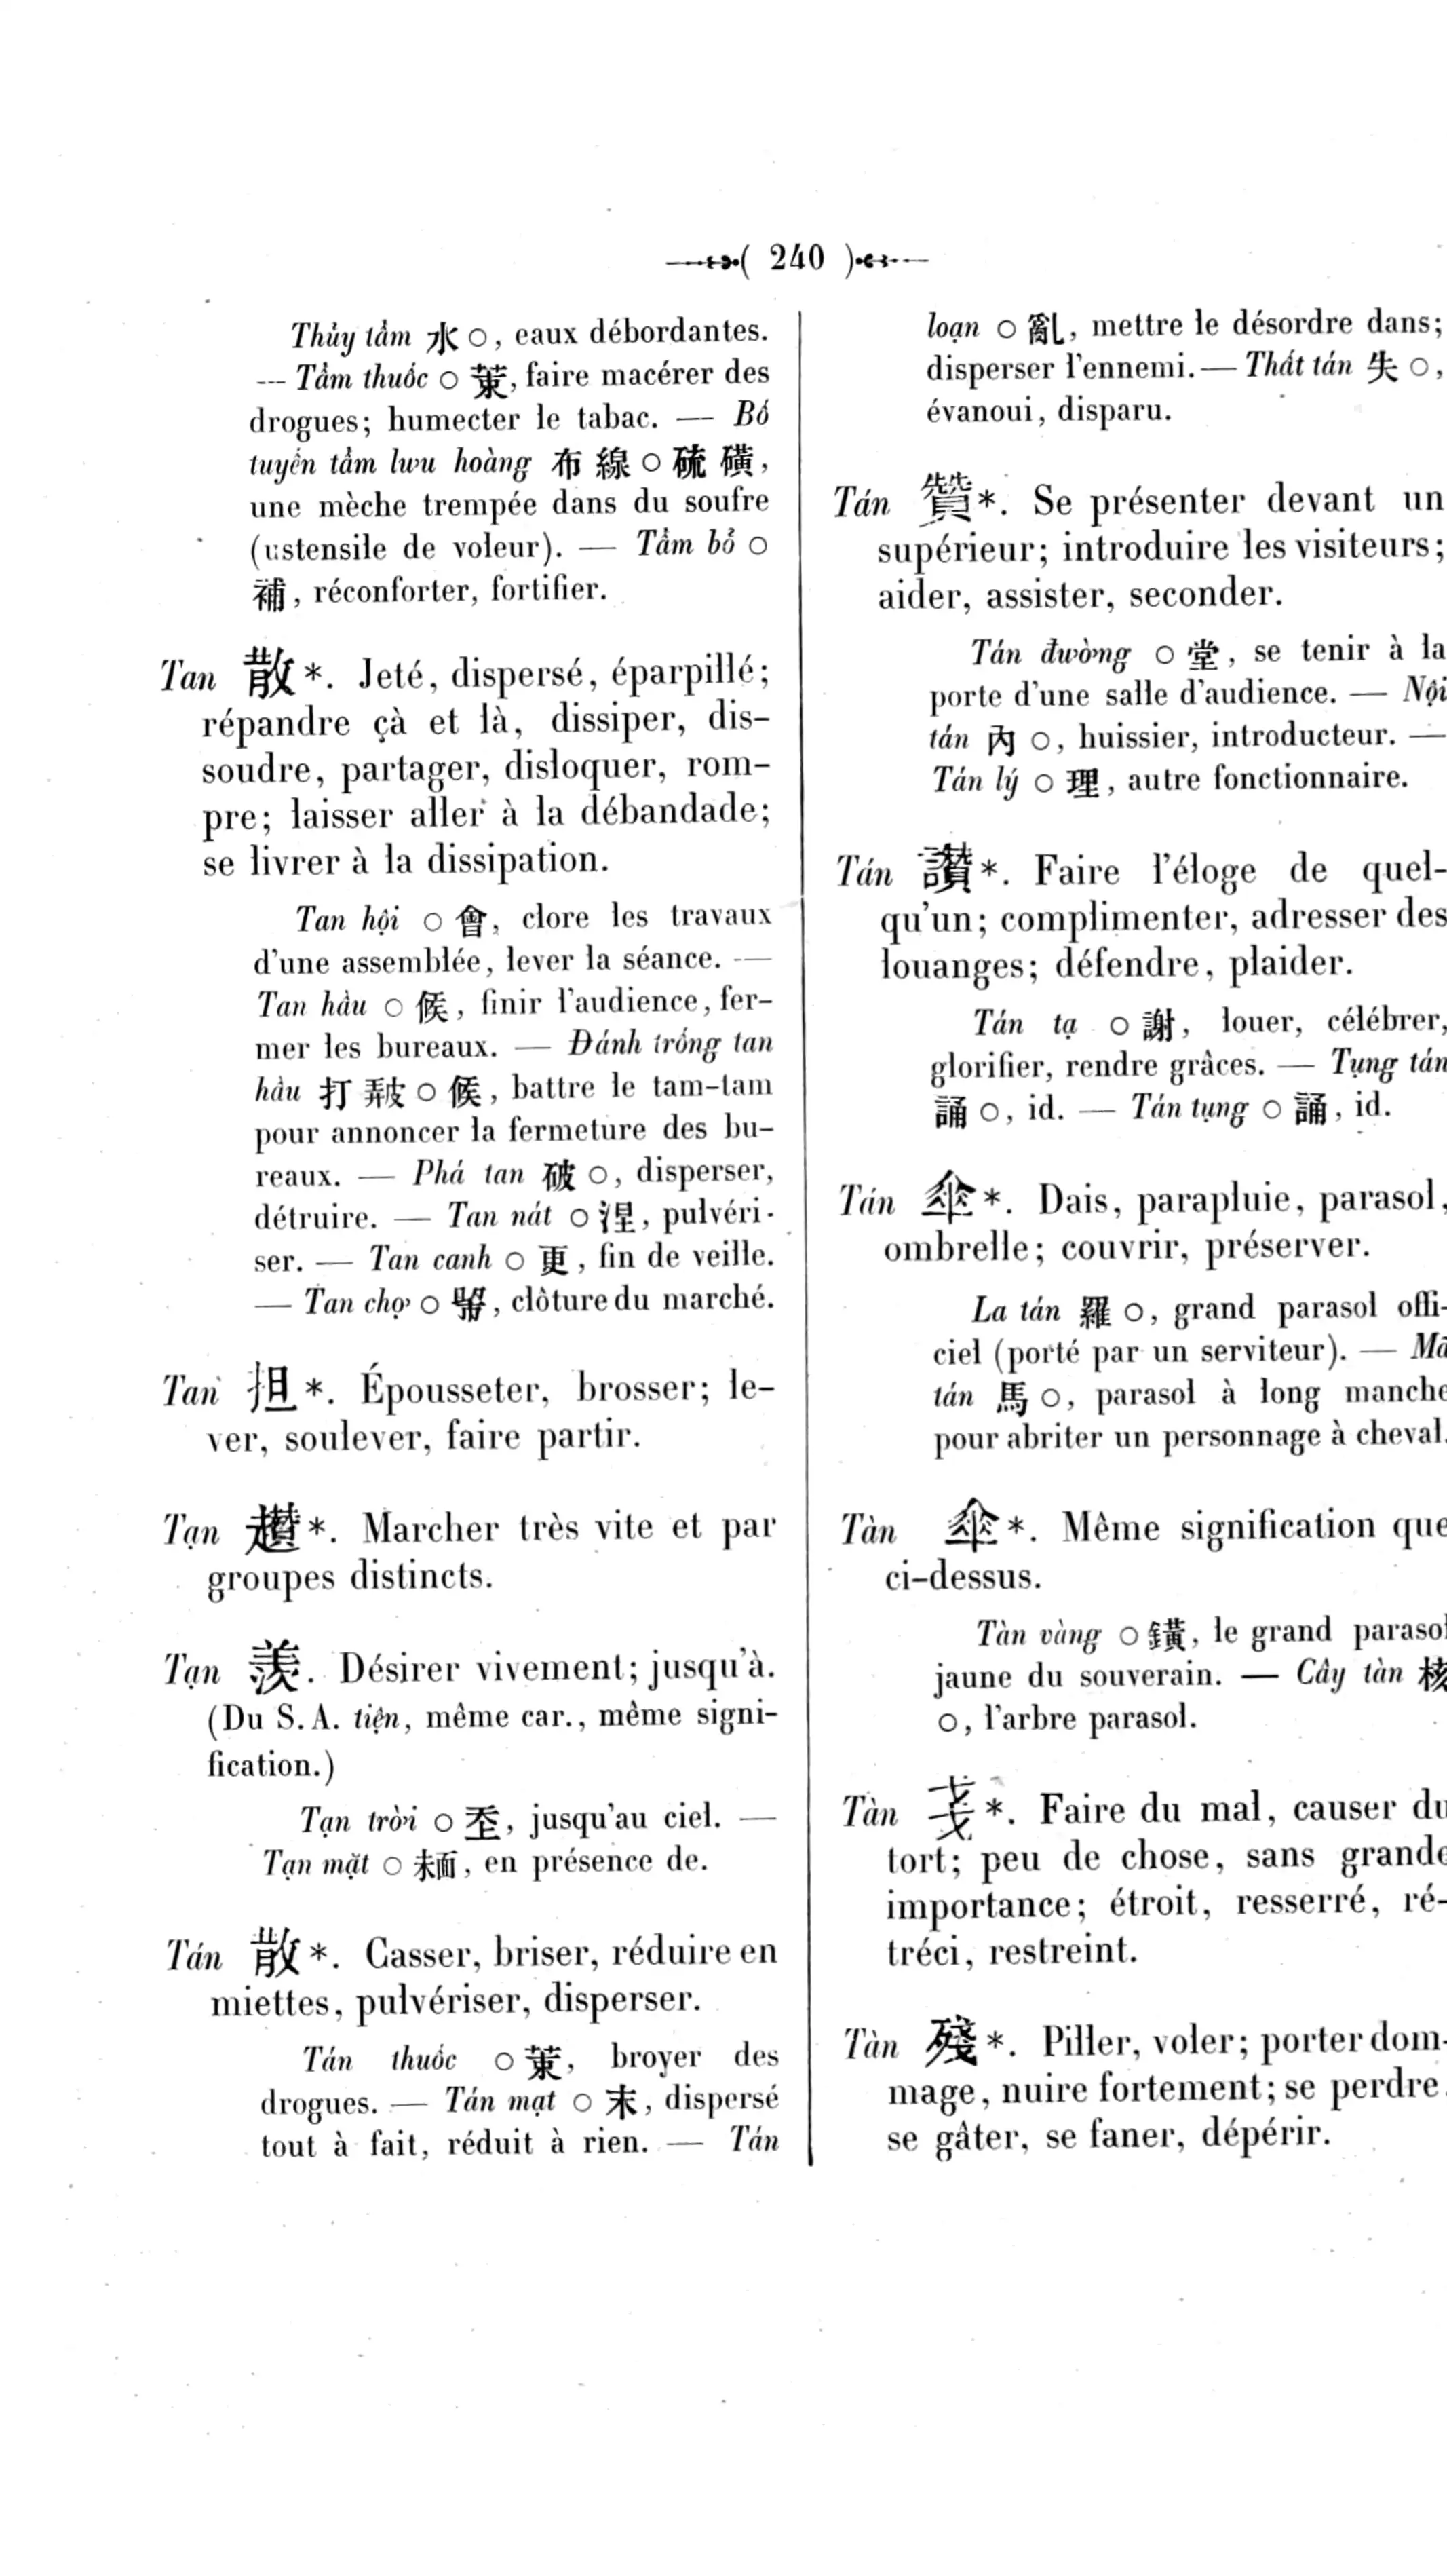 ( 240 )
Thủy tẩm 水 ○, eaux débordantes.
— Tẩm thuốc ○ 菄, faire macérer des
drogues; humecter le tabac. — Bố
tuyến tẩm lưu hoàng 布 線 ○ 硫 磺,
une mèche trempée dans du soufre
(ustensile de voleur). — Tẩm bổ ○
補, réconforter, fortifier.
Tan 散 *. Jeté, dispersé, éparpillé;
répandre çà et là, dissiper, dis-
soudre, partager, disloquer, rom-
pre; laisser aller à la débandade;
se livrer à la dissipation.
Tan hội ○ 會, clore les travaux
d'une assemblée, lever la séance. —
Tan hầu ○ 候, finir l'audience, fer-
mer les bureaux. — Đánh trống tan
hầu 打 ○ 候, battre le tam-tam
pour annoncer la fermeture des bu-
reaux. — Phá tan 破 ○, disperser,
détruire. — Tan nát ○ 湼, pulvéri-
ser. — Tan canh ○ 更, fin de veille.
— Tan chợ ○, clôture du marché.
Tan 担 *. Épousseter, brosser; le-
ver, soulever, faire partir.
Tạn 趲 *. Marcher très vite et par
groupes distincts.
Tạn 羨. Désirer vivement; jusqu'à.
(Du S. A. tiện, même car., même signi-
fication.)
Tạn trời ○, jusqu'au ciel. —
Tạn mặt ○, en présence de.
Tán 散 *. Casser, briser, réduire en
miettes, pulvériser, disperser.
Tán thuốc ○ 菄, broyer des
drogues. — Tán mạt ○ 末, dispersé
tout à fait, réduit à rien. — Tán
loạn ○ 亂, mettre le désordre dans;
disperser l'ennemi. — Thất tán 失 ○,
évanoui, disparu.
Tán 贊 *. Se présenter devant un
supérieur; introduire les visiteurs;
aider, assister, seconder.
Tán đường ○ 堂, se tenir à la
porte d'une salle d'audience. — Nội
tán 內 ○, huissier, introducteur. —
Tán lý ○ 理, autre fonctionnaire.
Tán 讚 *. Faire l'éloge de quel-
qu'un; complimenter, adresser des
louanges; défendre, plaider.
Tán tạ ○ 謝, louer, célébrer,
glorifier, rendre grâces. — Tụng tán
誦 ○, id. — Tán tụng ○ 誦, id.
Tán 傘 *. Dais, parapluie, parasol,
ombrelle; couvrir, préserver.
La tán 羅 ○, grand parasol offi-
ciel (porté par un serviteur). — Mã
tán 馬 ○, parasol à long manche
pour abriter un personnage à cheval.
Tàn 傘 *. Même signification que
ci-dessus.
Tàn vàng ○ 鐄, le grand parasol
jaune du souverain. — Cây tàn 核
○, l'arbre parasol.
Tàn 戔 *. Faire du mal, causer du
tort; peu de chose, sans grande
importance; étroit, resserré, ré-
tréci, restreint.
Tàn 殘 *. Piller, voler; porter dom-
mage, nuire fortement; se perdre,
se gâter, se faner, dépérir.